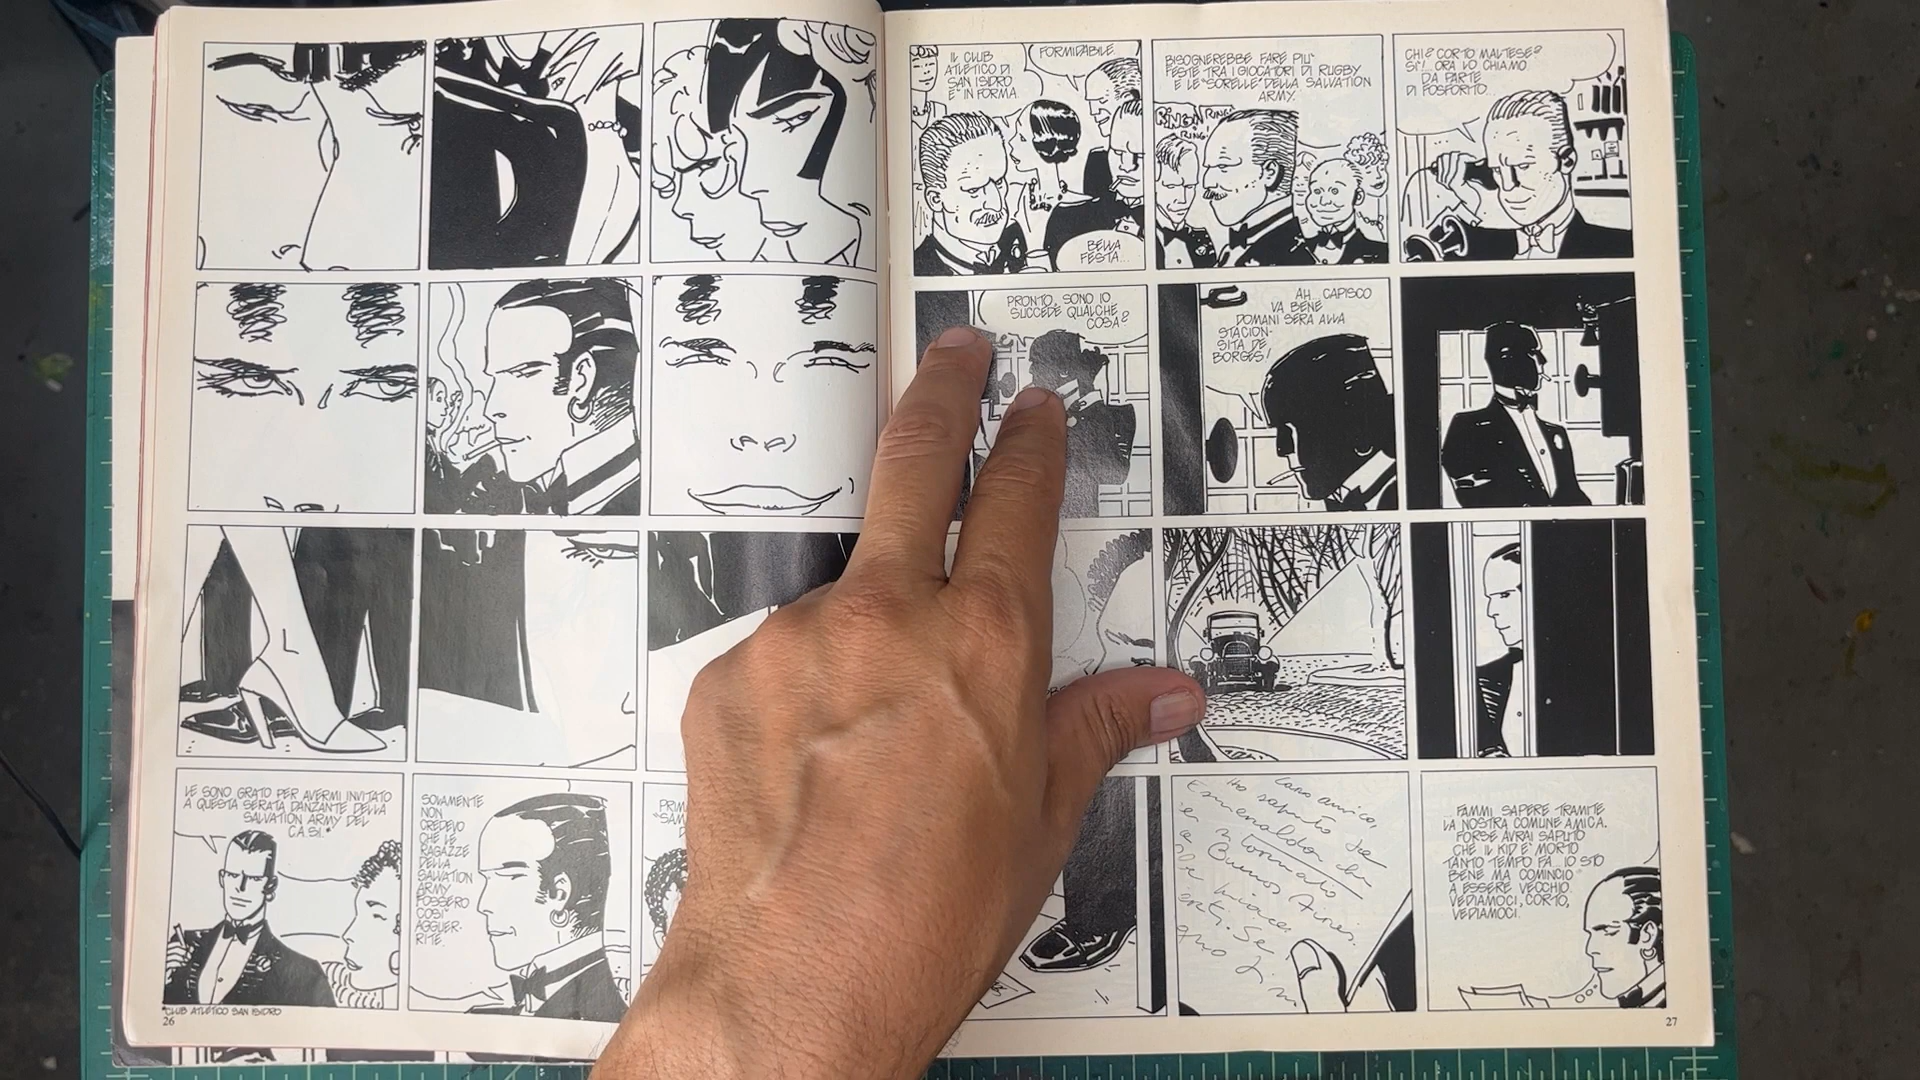 LE SONO GRATO PER AVERMI INVITATO
A QUESTA SERATA DANZANTE DELLA
SALVATION ARMY DEL
C.A.S.I.*
SOLAMENTE
NON
CREDEVO
CHE LE
RAGAZZE
DELLA
SALVATION
ARMY
FOSSERO
COSI'
AGGUER-
RITE.
*CLUB ATLETICO SAN ISIDRO
26
IL CLUB
ATLETICO DI
SAN ISIDRO
E' IN FORMA.
FORMIDABILE.
BELLA
FESTA...
BISOGNEREBBE FARE PIU'
FESTE TRA I GIOCATORI DI RUGBY
E LE "SORELLE" DELLA SALVATION
ARMY.
RING! RING!
RING!
CHI? CORTO MALTESE?
SI'! ORA LO CHIAMO.
DA PARTE
DI FOSFORITO...
PRONTO, SONO IO
SUCCEDE QUALCHE
COSA?
AH... CAPISCO
VA BENE
DOMANI SERA ALLA
STACION-
SITA DE
BORGES!
Caro amico,
Ho saputo da
Esmeralda che
tornato
a Buenos Aires.
Se
...FAMMI SAPERE TRAMITE
LA NOSTRA COMUNE AMICA.
FORSE AVRAI SAPUTO
CHE IL KID E' MORTO
TANTO TEMPO FA... IO STO
BENE MA COMINCIO
A ESSERE VECCHIO.
VEDIAMOCI, CORTO,
VEDIAMOCI.
27